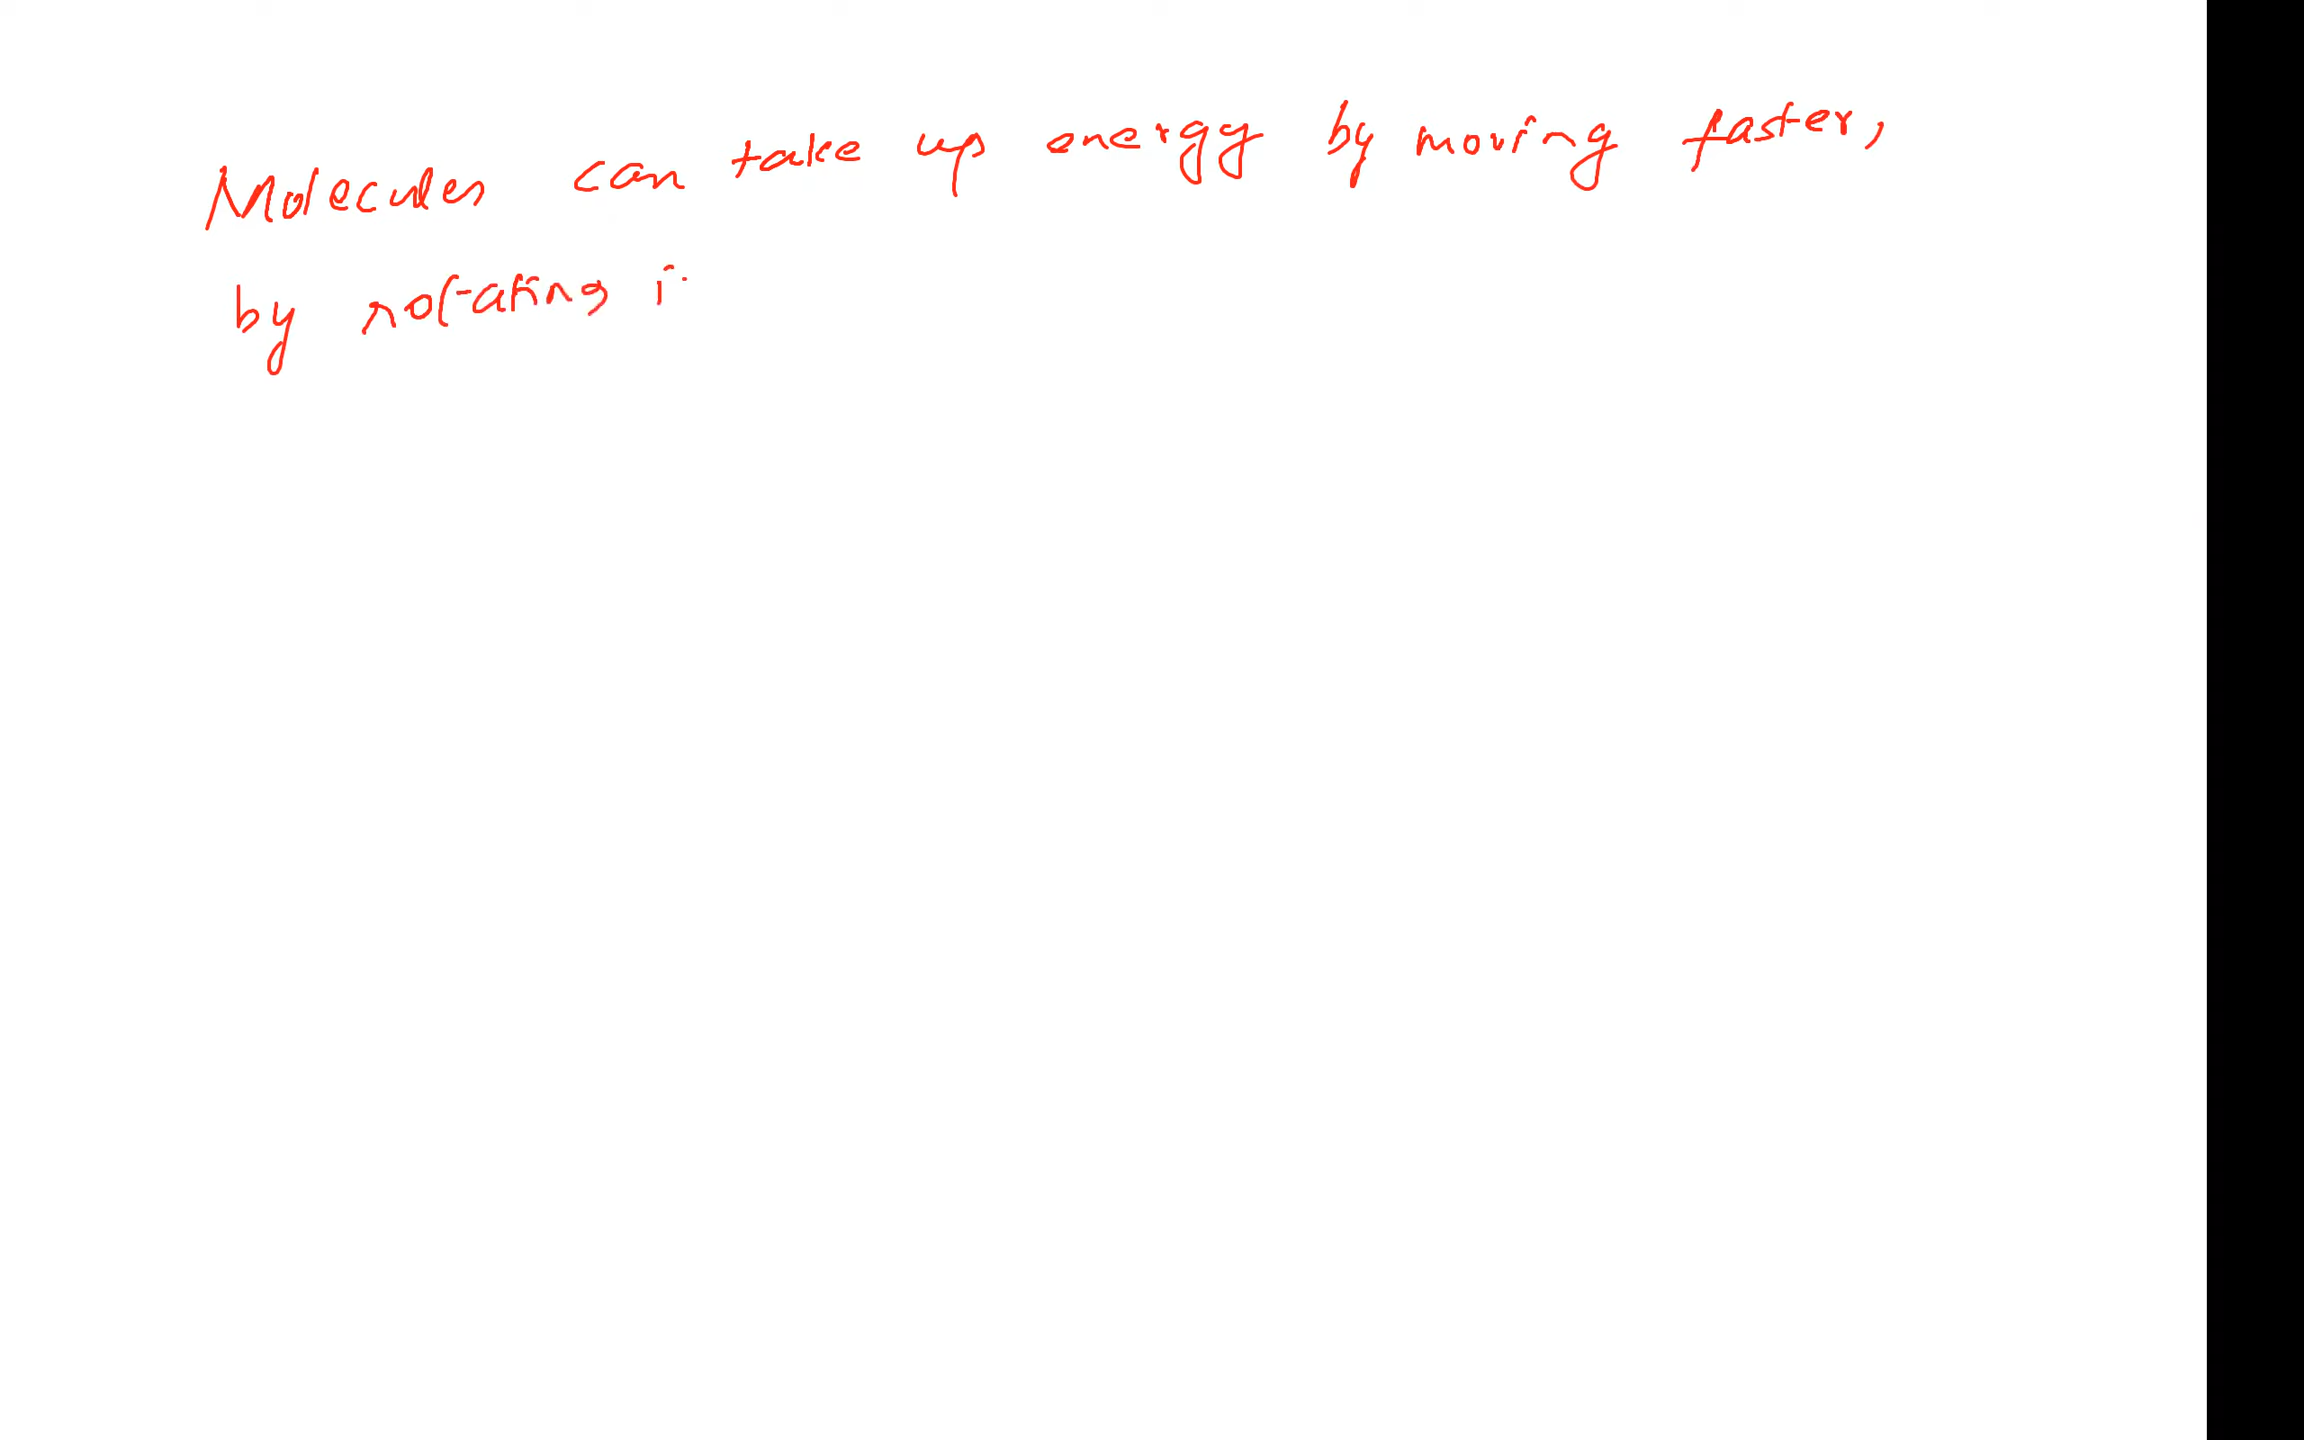 Molecules can take up energy by moving faster,
by rotating i